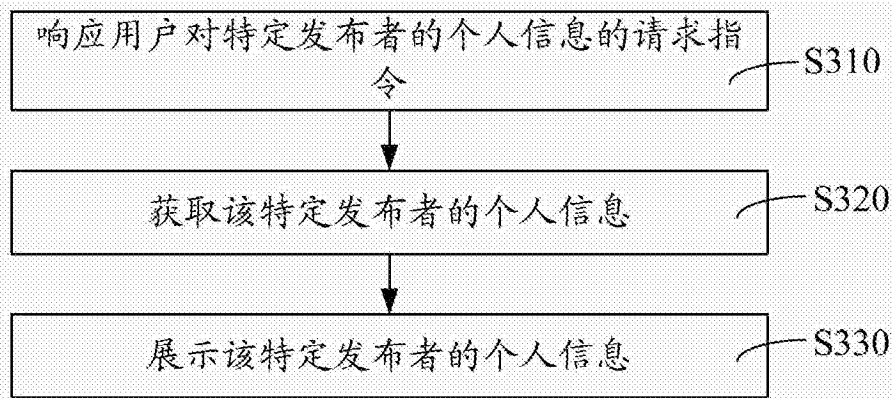 响应用户对特定发布者的个人信息的请求指
令
S310
获取该特定发布者的个人信息
S320
展示该特定发布者的个人信息
S330